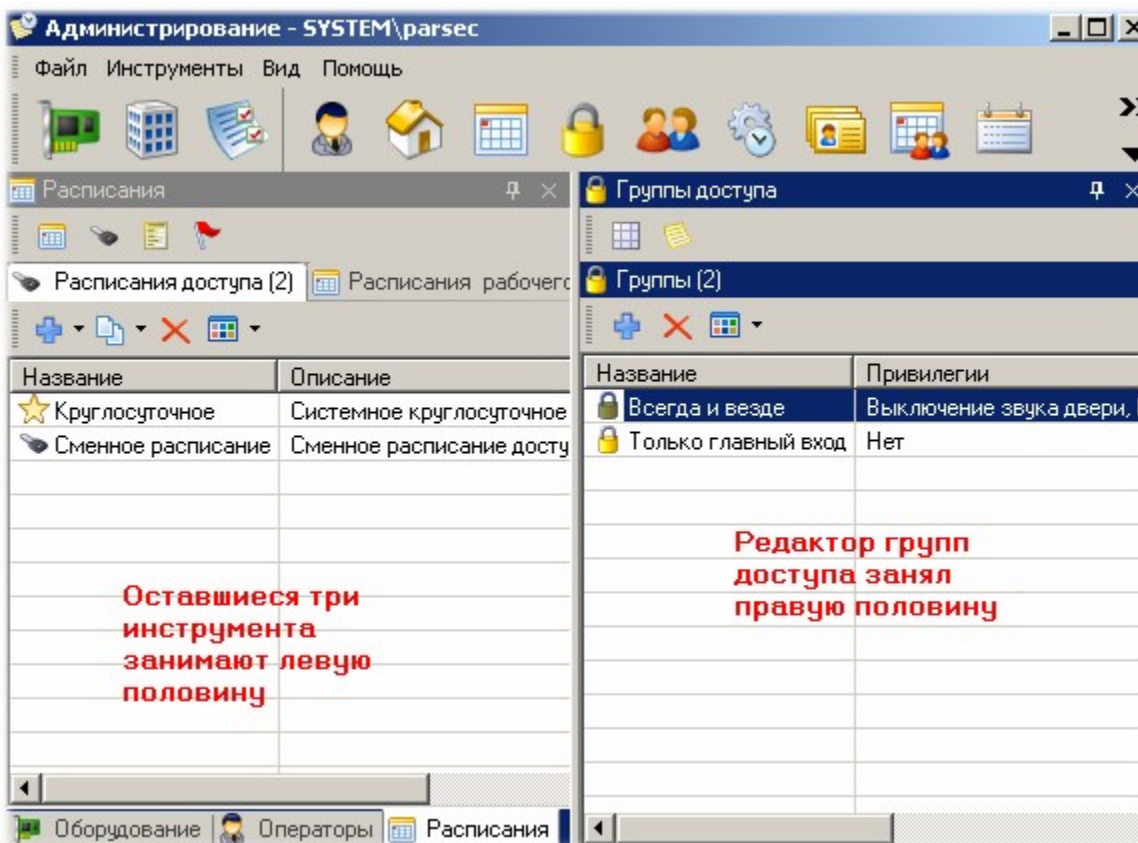 Администрирование - SYSTEM\parsec
Файл Инструменты Вид Помощь
Расписания
Расписания доступа (2) Расписания рабочего
Название Описание
Круглосуточное Системное круглосуточное
Сменное расписание Сменное расписание досту
Оставшиеся три
инструмента
занимают левую
половину
Оборудование Операторы Расписания
Группы доступа
Группы (2)
Название Привилегии
Всегда и везде Выключение звука двери,
Только главный вход Нет
Редактор групп
доступа занял
правую половину